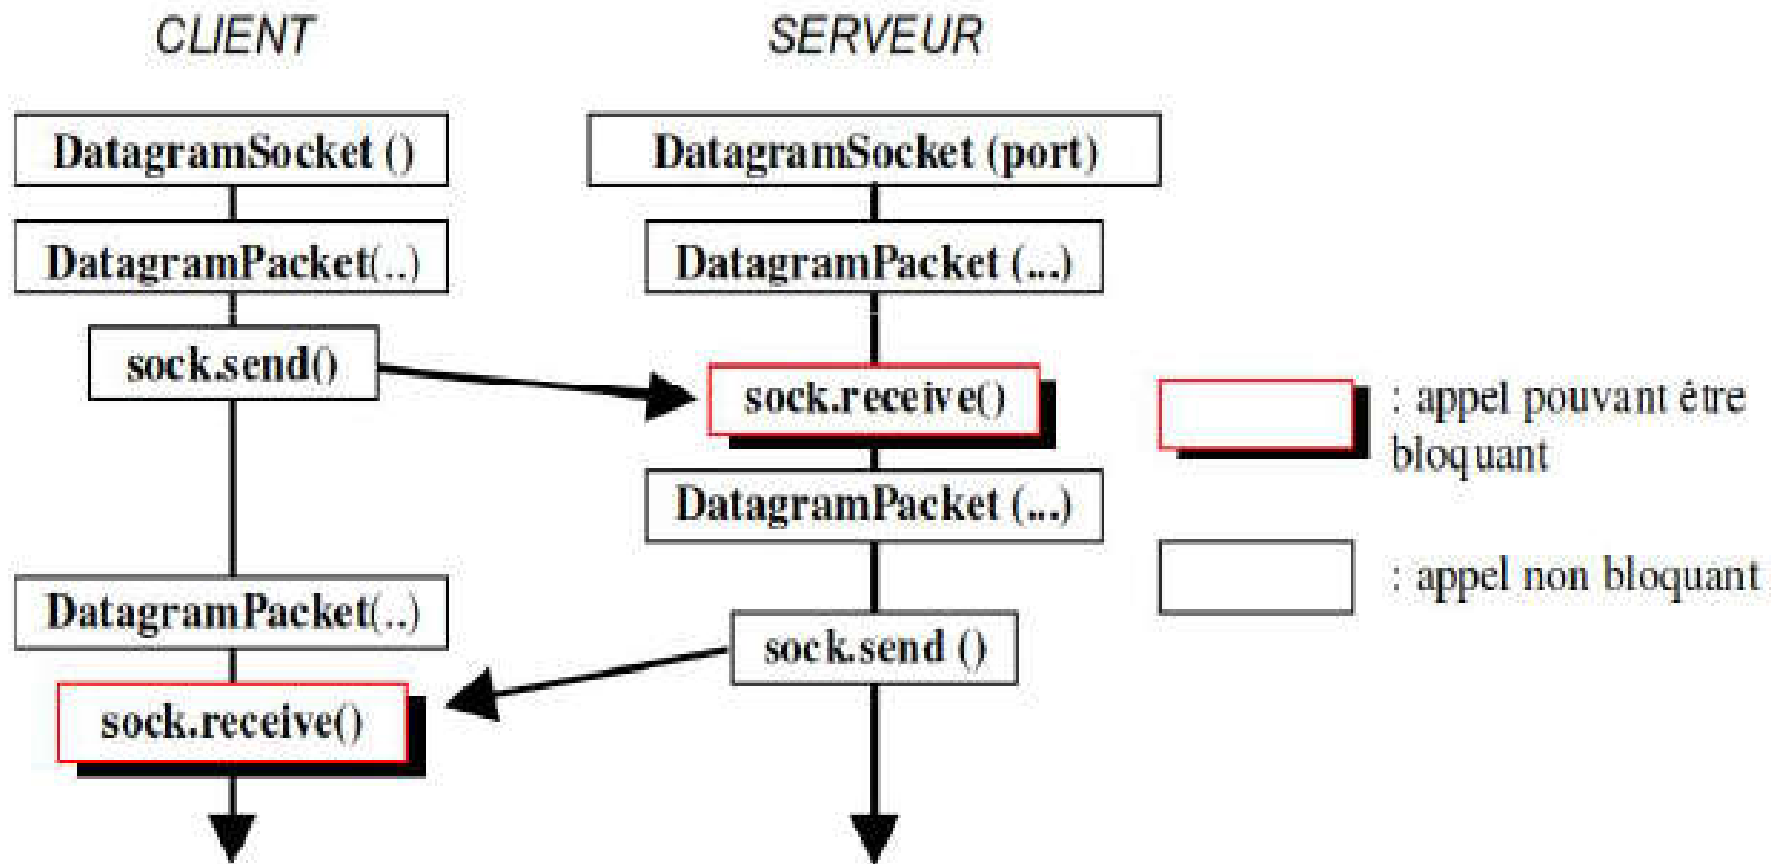 CLIENT
SERVEUR
DatagramSocket ()
DatagramSocket (port)
DatagramPacket(..)
DatagramPacket (...)
sock.send()
sock.receive()
: appel pouvant être
bloquant
DatagramPacket (...)
: appel non bloquant
DatagramPacket(..)
sock.send ()
sock.receive()